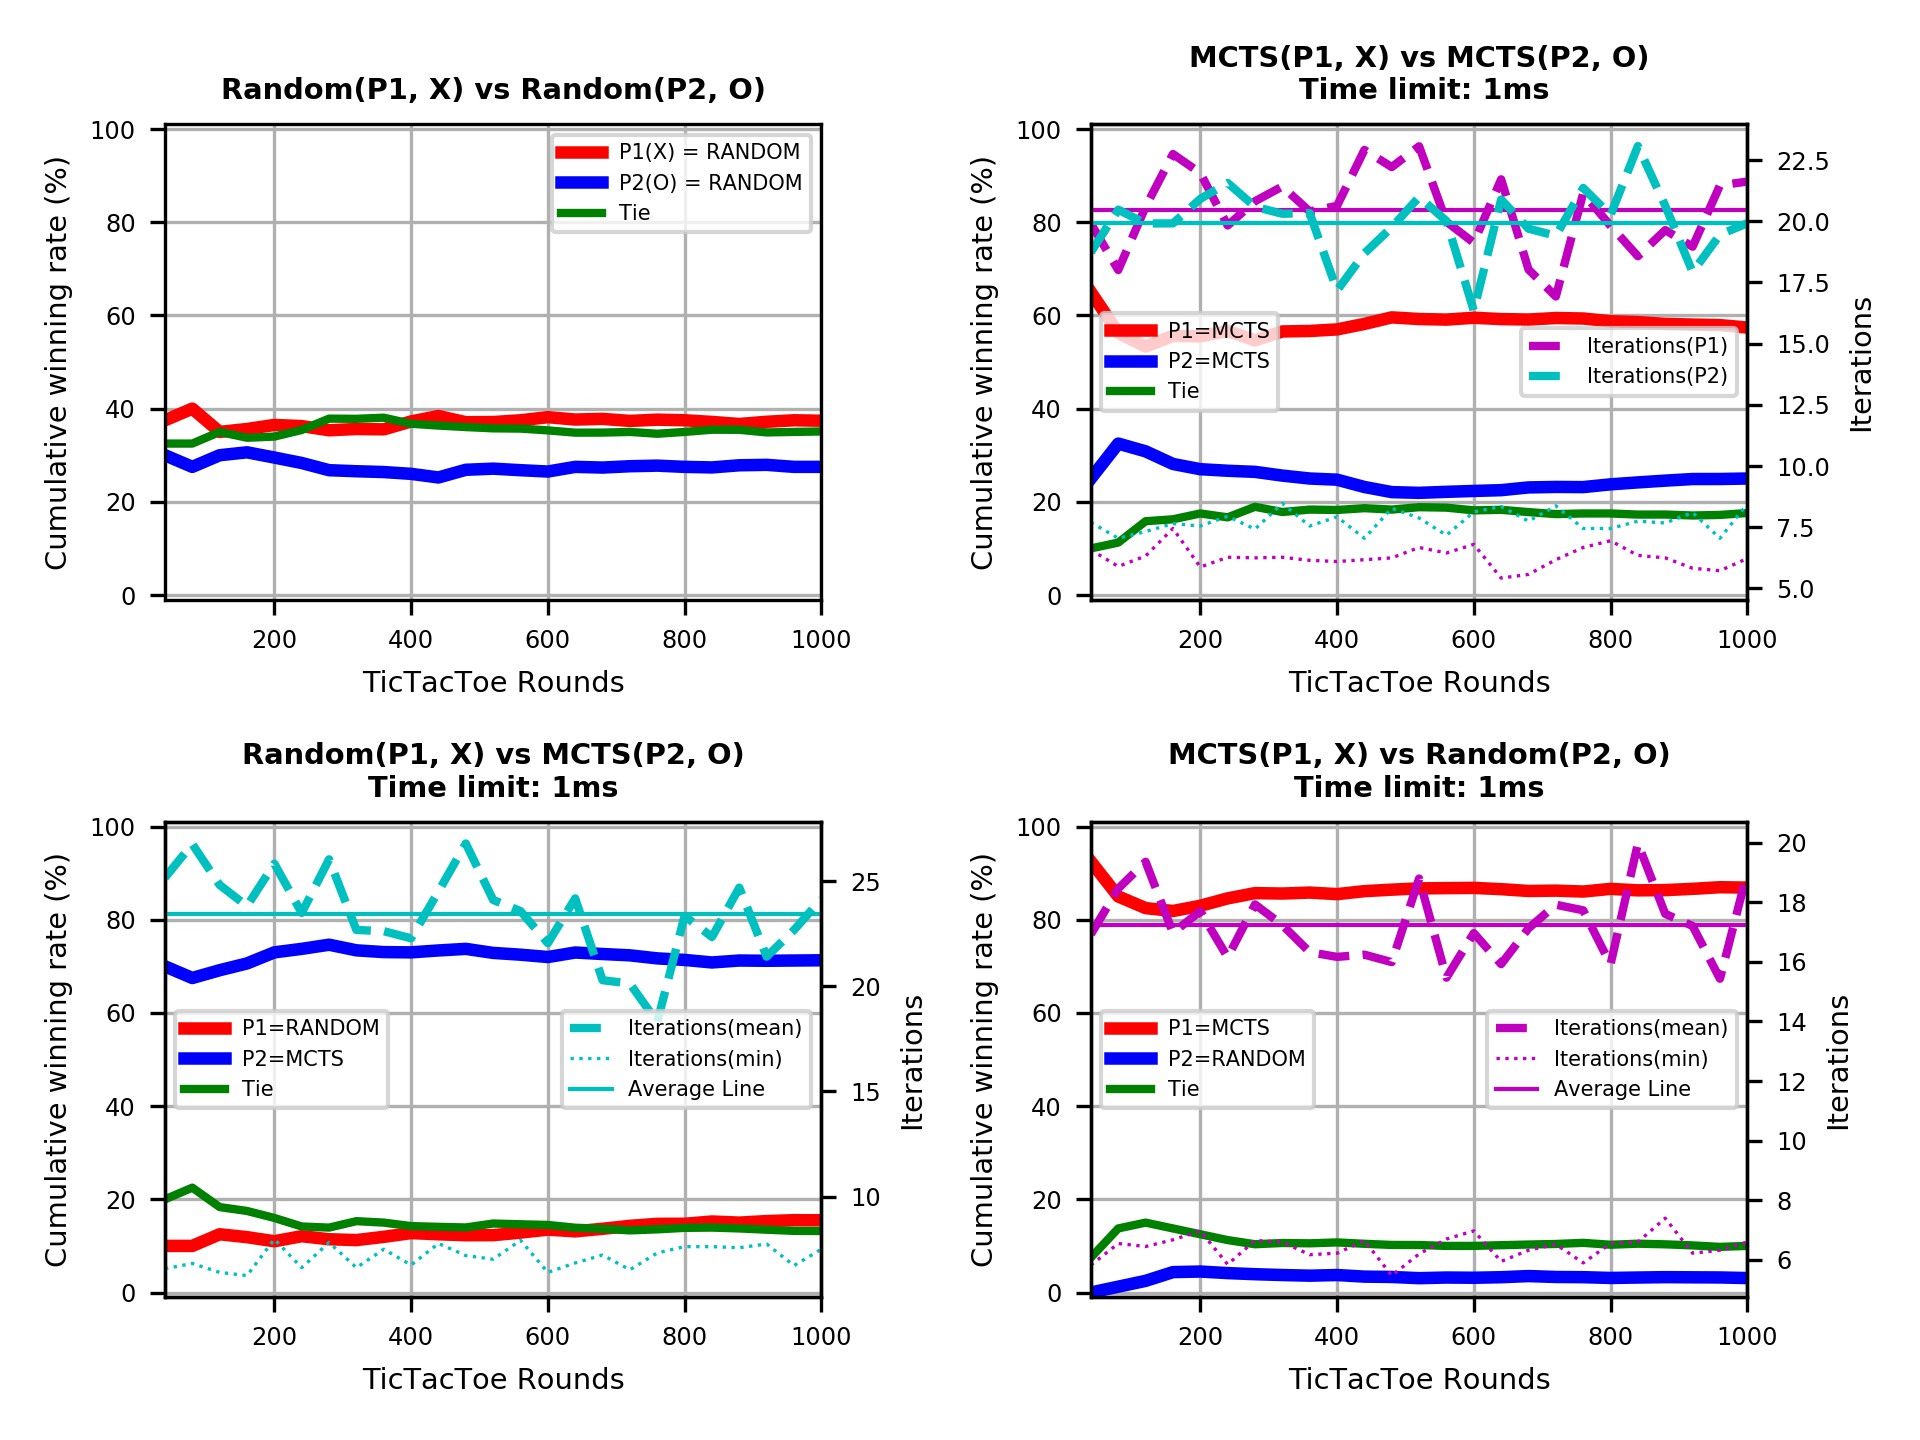 Random(P1, X) vs Random(P2, O)
Cumulative winning rate (%)
100
80
60
40
20
0
P1(X) = RANDOM
P2(O) = RANDOM
Tie
200 400 600 800 1000
TicTacToe Rounds
MCTS(P1, X) vs MCTS(P2, O)
Time limit: 1ms
Cumulative winning rate (%)
100
80
60
40
20
0
P1=MCTS
P2=MCTS
Tie
Iterations(P1)
Iterations(P2)
22.5
20.0
17.5
15.0
12.5
10.0
7.5
5.0
Iterations
200 400 600 800 1000
TicTacToe Rounds
Random(P1, X) vs MCTS(P2, O)
Time limit: 1ms
Cumulative winning rate (%)
100
80
60
40
20
0
P1=RANDOM
P2=MCTS
Tie
Iterations(mean)
Iterations(min)
Average Line
25
20
15
10
Iterations
200 400 600 800 1000
TicTacToe Rounds
MCTS(P1, X) vs Random(P2, O)
Time limit: 1ms
Cumulative winning rate (%)
100
80
60
40
20
0
P1=MCTS
P2=RANDOM
Tie
Iterations(mean)
Iterations(min)
Average Line
20
18
16
14
12
10
8
6
Iterations
200 400 600 800 1000
TicTacToe Rounds